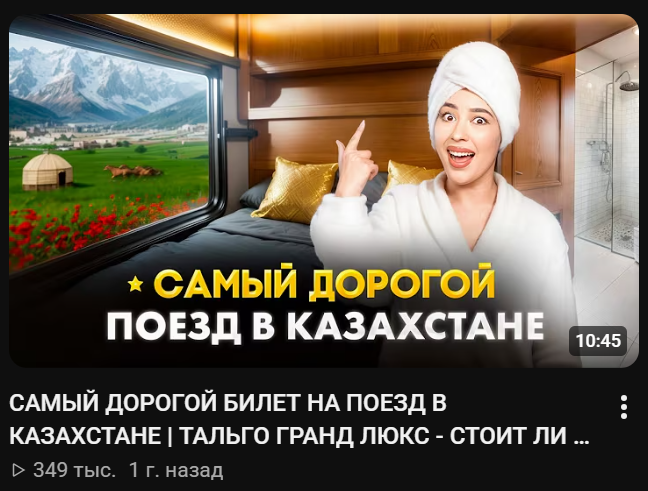 САМЫЙ ДОРОГОЙ
ПОЕЗД В КАЗАХСТАНЕ
10:45
САМЫЙ ДОРОГОЙ БИЛЕТ НА ПОЕЗД В
КАЗАХСТАНЕ | ТАЛЬГО ГРАНД ЛЮКС - СТОИТ ЛИ ...
349 тыс. 1 г. назад